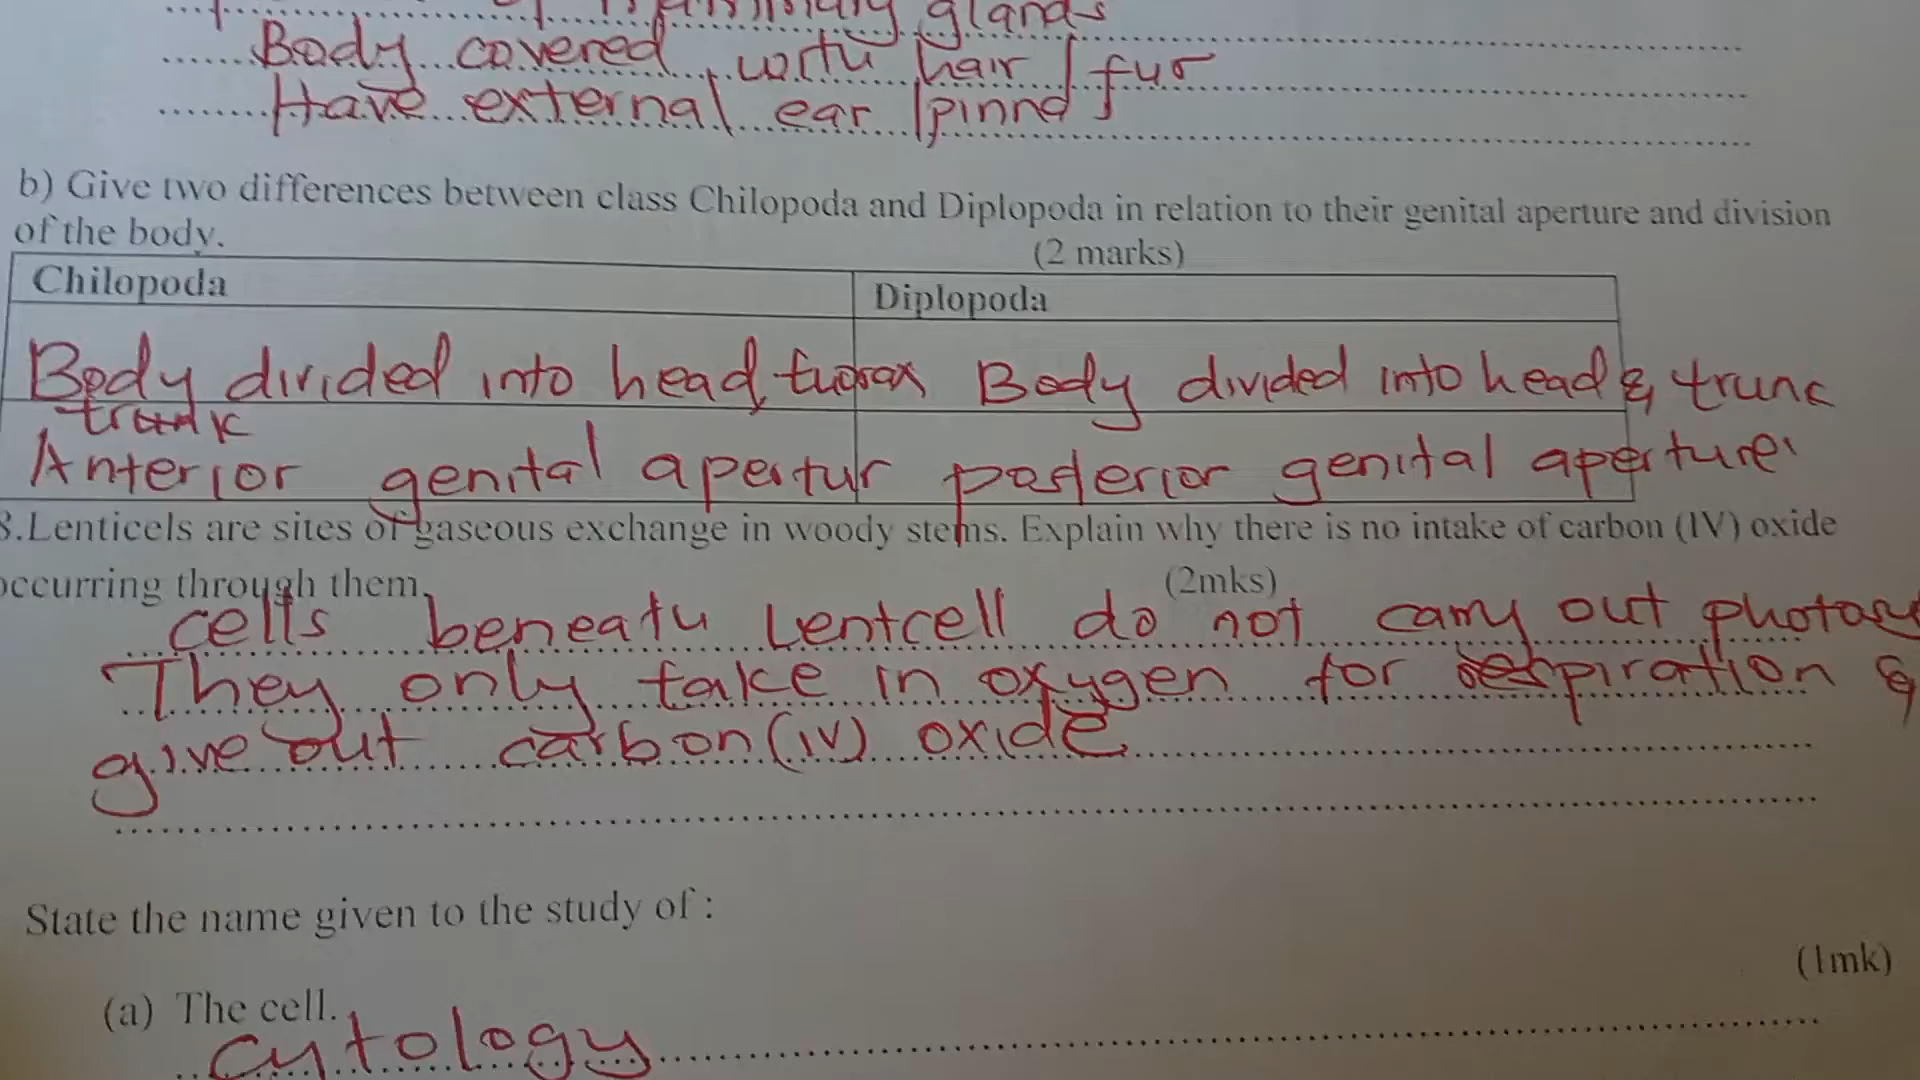 mammary glands
Body covered with hair / fur
Have external ear / pinna
b) Give two differences between class Chilopoda and Diplopoda in relation to their genital aperture and division
of the body. (2 marks)
Chilopoda Diplopoda
Body divided into head, thorax Body divided into head & trunc
trunk
Anterior genital apertur posterior genital aperture
8.Lenticels are sites of gaseous exchange in woody stems. Explain why there is no intake of carbon (IV) oxide
occurring through them. (2mks)
cells beneath Lentcell do not carry out photosy
They only take in oxygen for respiration &
give out carbon (iv) oxide
State the name given to the study of :
(1mk)
(a) The cell.
cytology